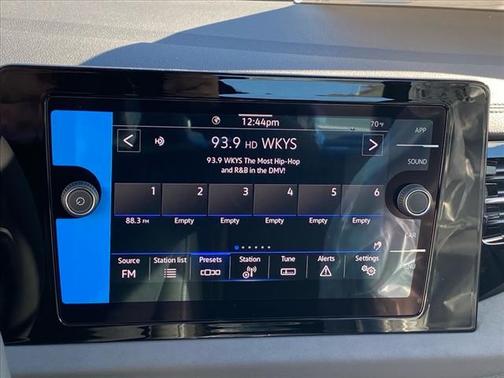 12:44pm
70°F
APP
93.9 HD WKYS
SOUND
93.9 WKYS The Most Hip-Hop
and R&B in the DMV!
1 2 3 4 5 6
88.3 FM Empty Empty Empty Empty Empty
CAR
Source Station list Presets Station Tune Alerts Settings
FM